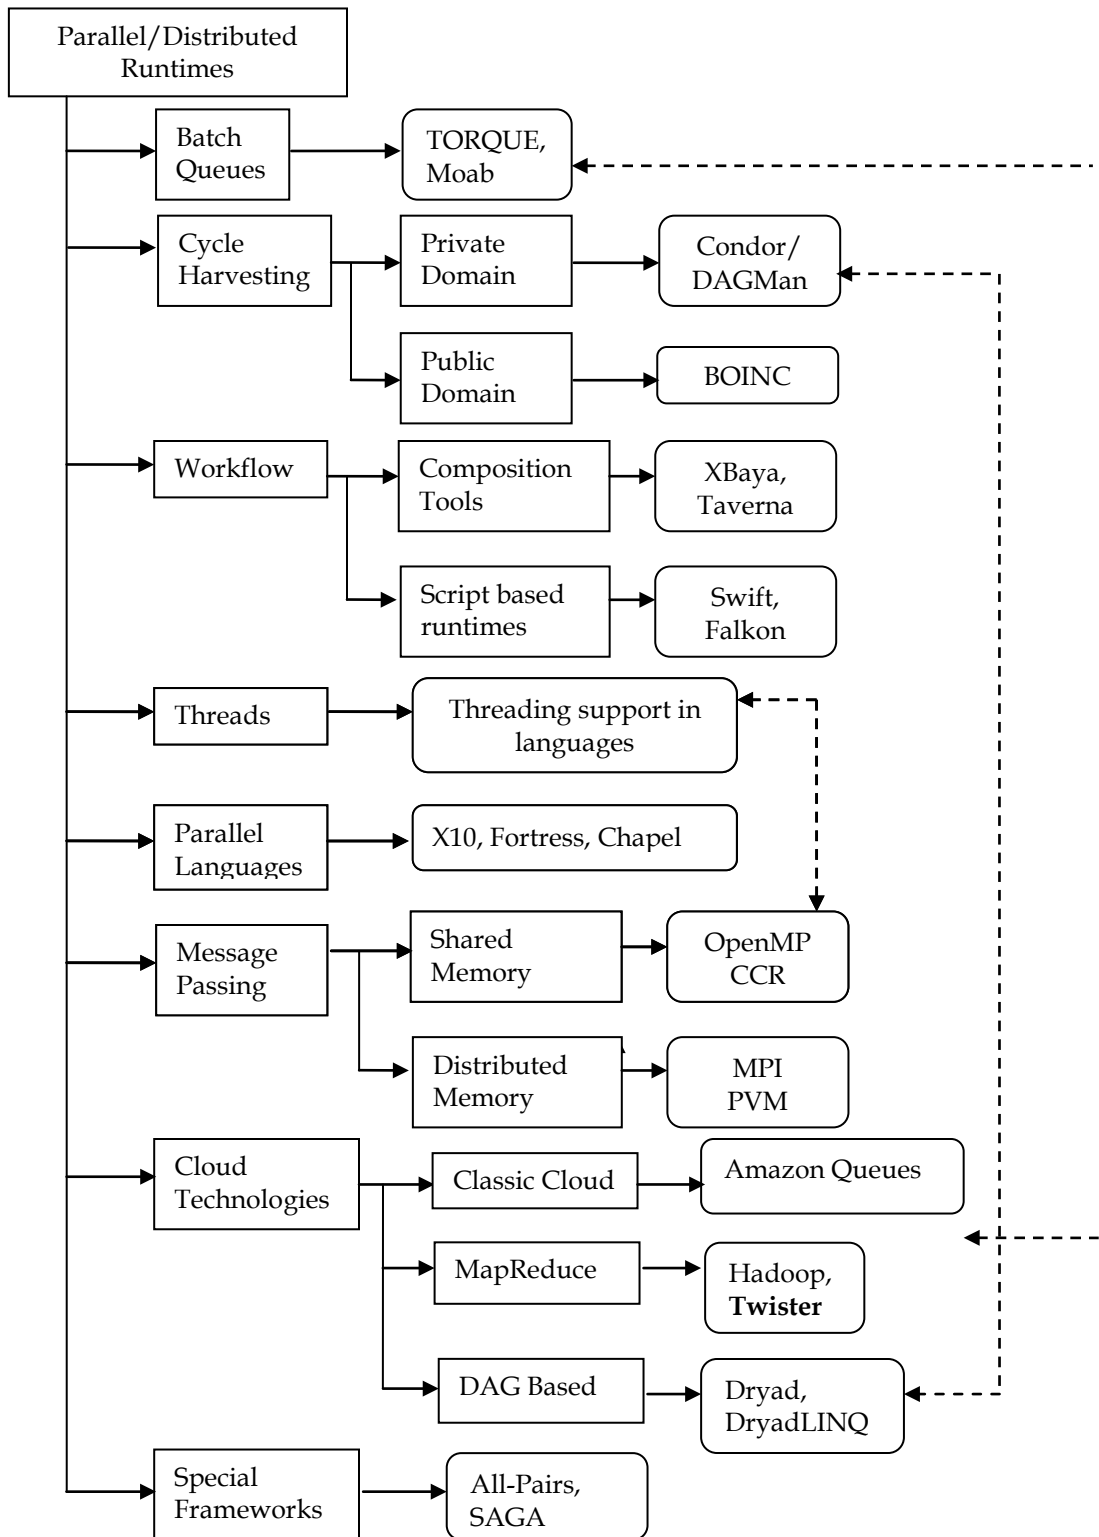 Parallel/Distributed
Runtimes
Batch
Queues
TORQUE,
Moab
Cycle
Harvesting
Private
Domain
Condor/
DAGMan
Public
Domain
BOINC
Workflow
Composition
Tools
XBaya,
Taverna
Script based
runtimes
Swift,
Falkon
Threads
Threading support in
languages
Parallel
Languages
X10, Fortress, Chapel
Message
Passing
Shared
Memory
OpenMP
CCR
Distributed
Memory
MPI
PVM
Cloud
Technologies
Classic Cloud
Amazon Queues
MapReduce
Hadoop,
Twister
DAG Based
Dryad,
DryadLINQ
Special
Frameworks
All-Pairs,
SAGA